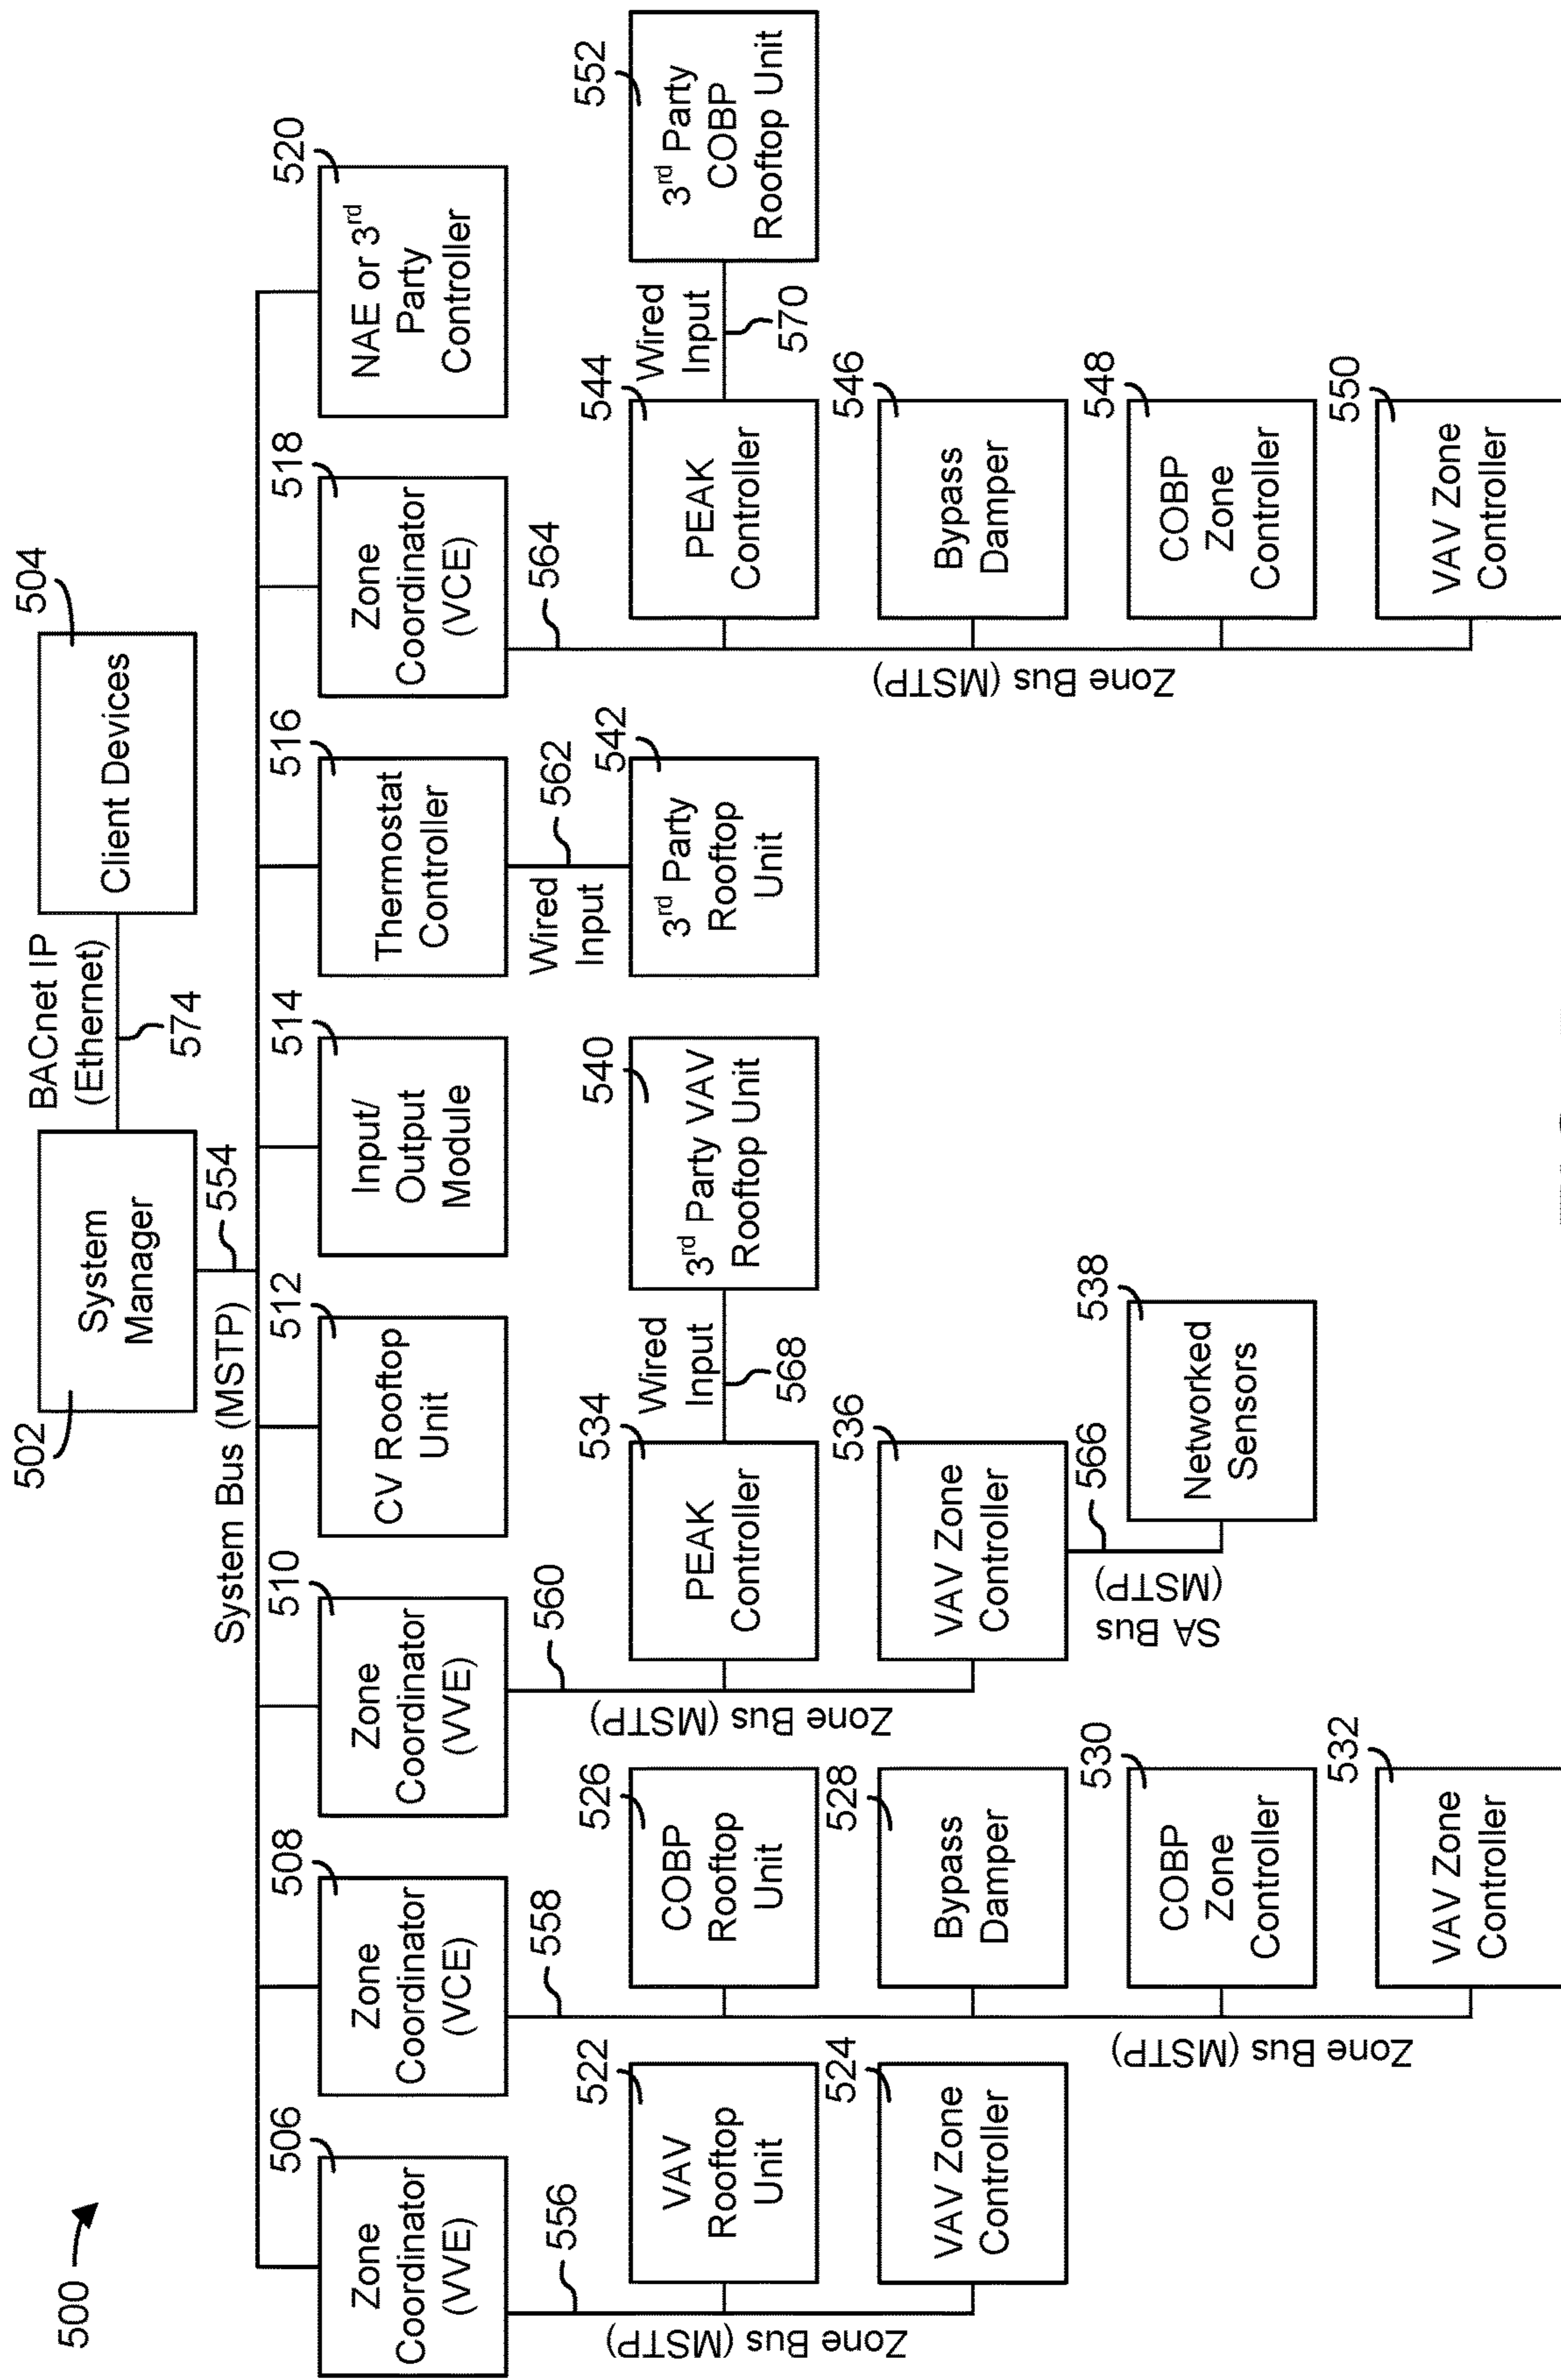 500
502
System
Manager
BACnet IP
(Ethernet)
574
504
Client Devices
System Bus (MSTP)
554
506
Zone
Coordinator
(VVE)
508
Zone
Coordinator
(VCE)
510
Zone
Coordinator
(VVE)
512
CV Rooftop
Unit
514
Input/
Output
Module
516
Thermostat
Controller
518
Zone
Coordinator
(VCE)
520
NAE or 3rd
Party
Controller
556
Zone Bus (MSTP)
522
VAV
Rooftop
Unit
524
VAV Zone
Controller
558
Zone Bus (MSTP)
526
COBP
Rooftop
Unit
528
Bypass
Damper
530
COBP
Zone
Controller
532
VAV Zone
Controller
560
Zone Bus (MSTP)
534
PEAK
Controller
Wired
Input
568
540
3rd Party VAV
Rooftop Unit
536
VAV Zone
Controller
566
SA Bus
(MSTP)
538
Networked
Sensors
Wired
Input
562
542
3rd Party
Rooftop
Unit
564
Zone Bus (MSTP)
544
PEAK
Controller
Wired
Input
570
552
3rd Party
COBP
Rooftop Unit
546
Bypass
Damper
548
COBP
Zone
Controller
550
VAV Zone
Controller